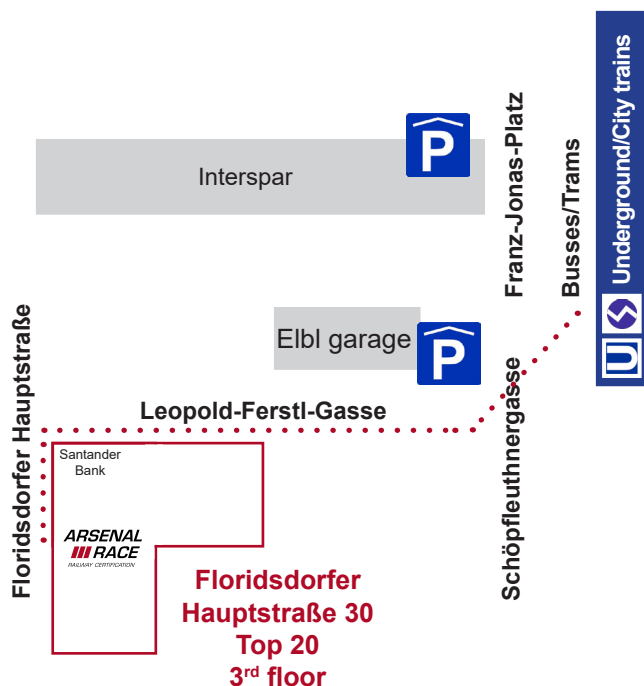 Underground/City trains
Busses/Trams
Franz-Jonas-Platz
P
Interspar
U
Elbl garage
P
Leopold-Ferstl-Gasse
Schöpfleuthnergasse
Floridsdorfer Hauptstraße
Santander
Bank
ARSENAL
RACE
RAILWAY CERTIFICATION
Floridsdorfer
Hauptstraße 30
Top 20
3rd floor